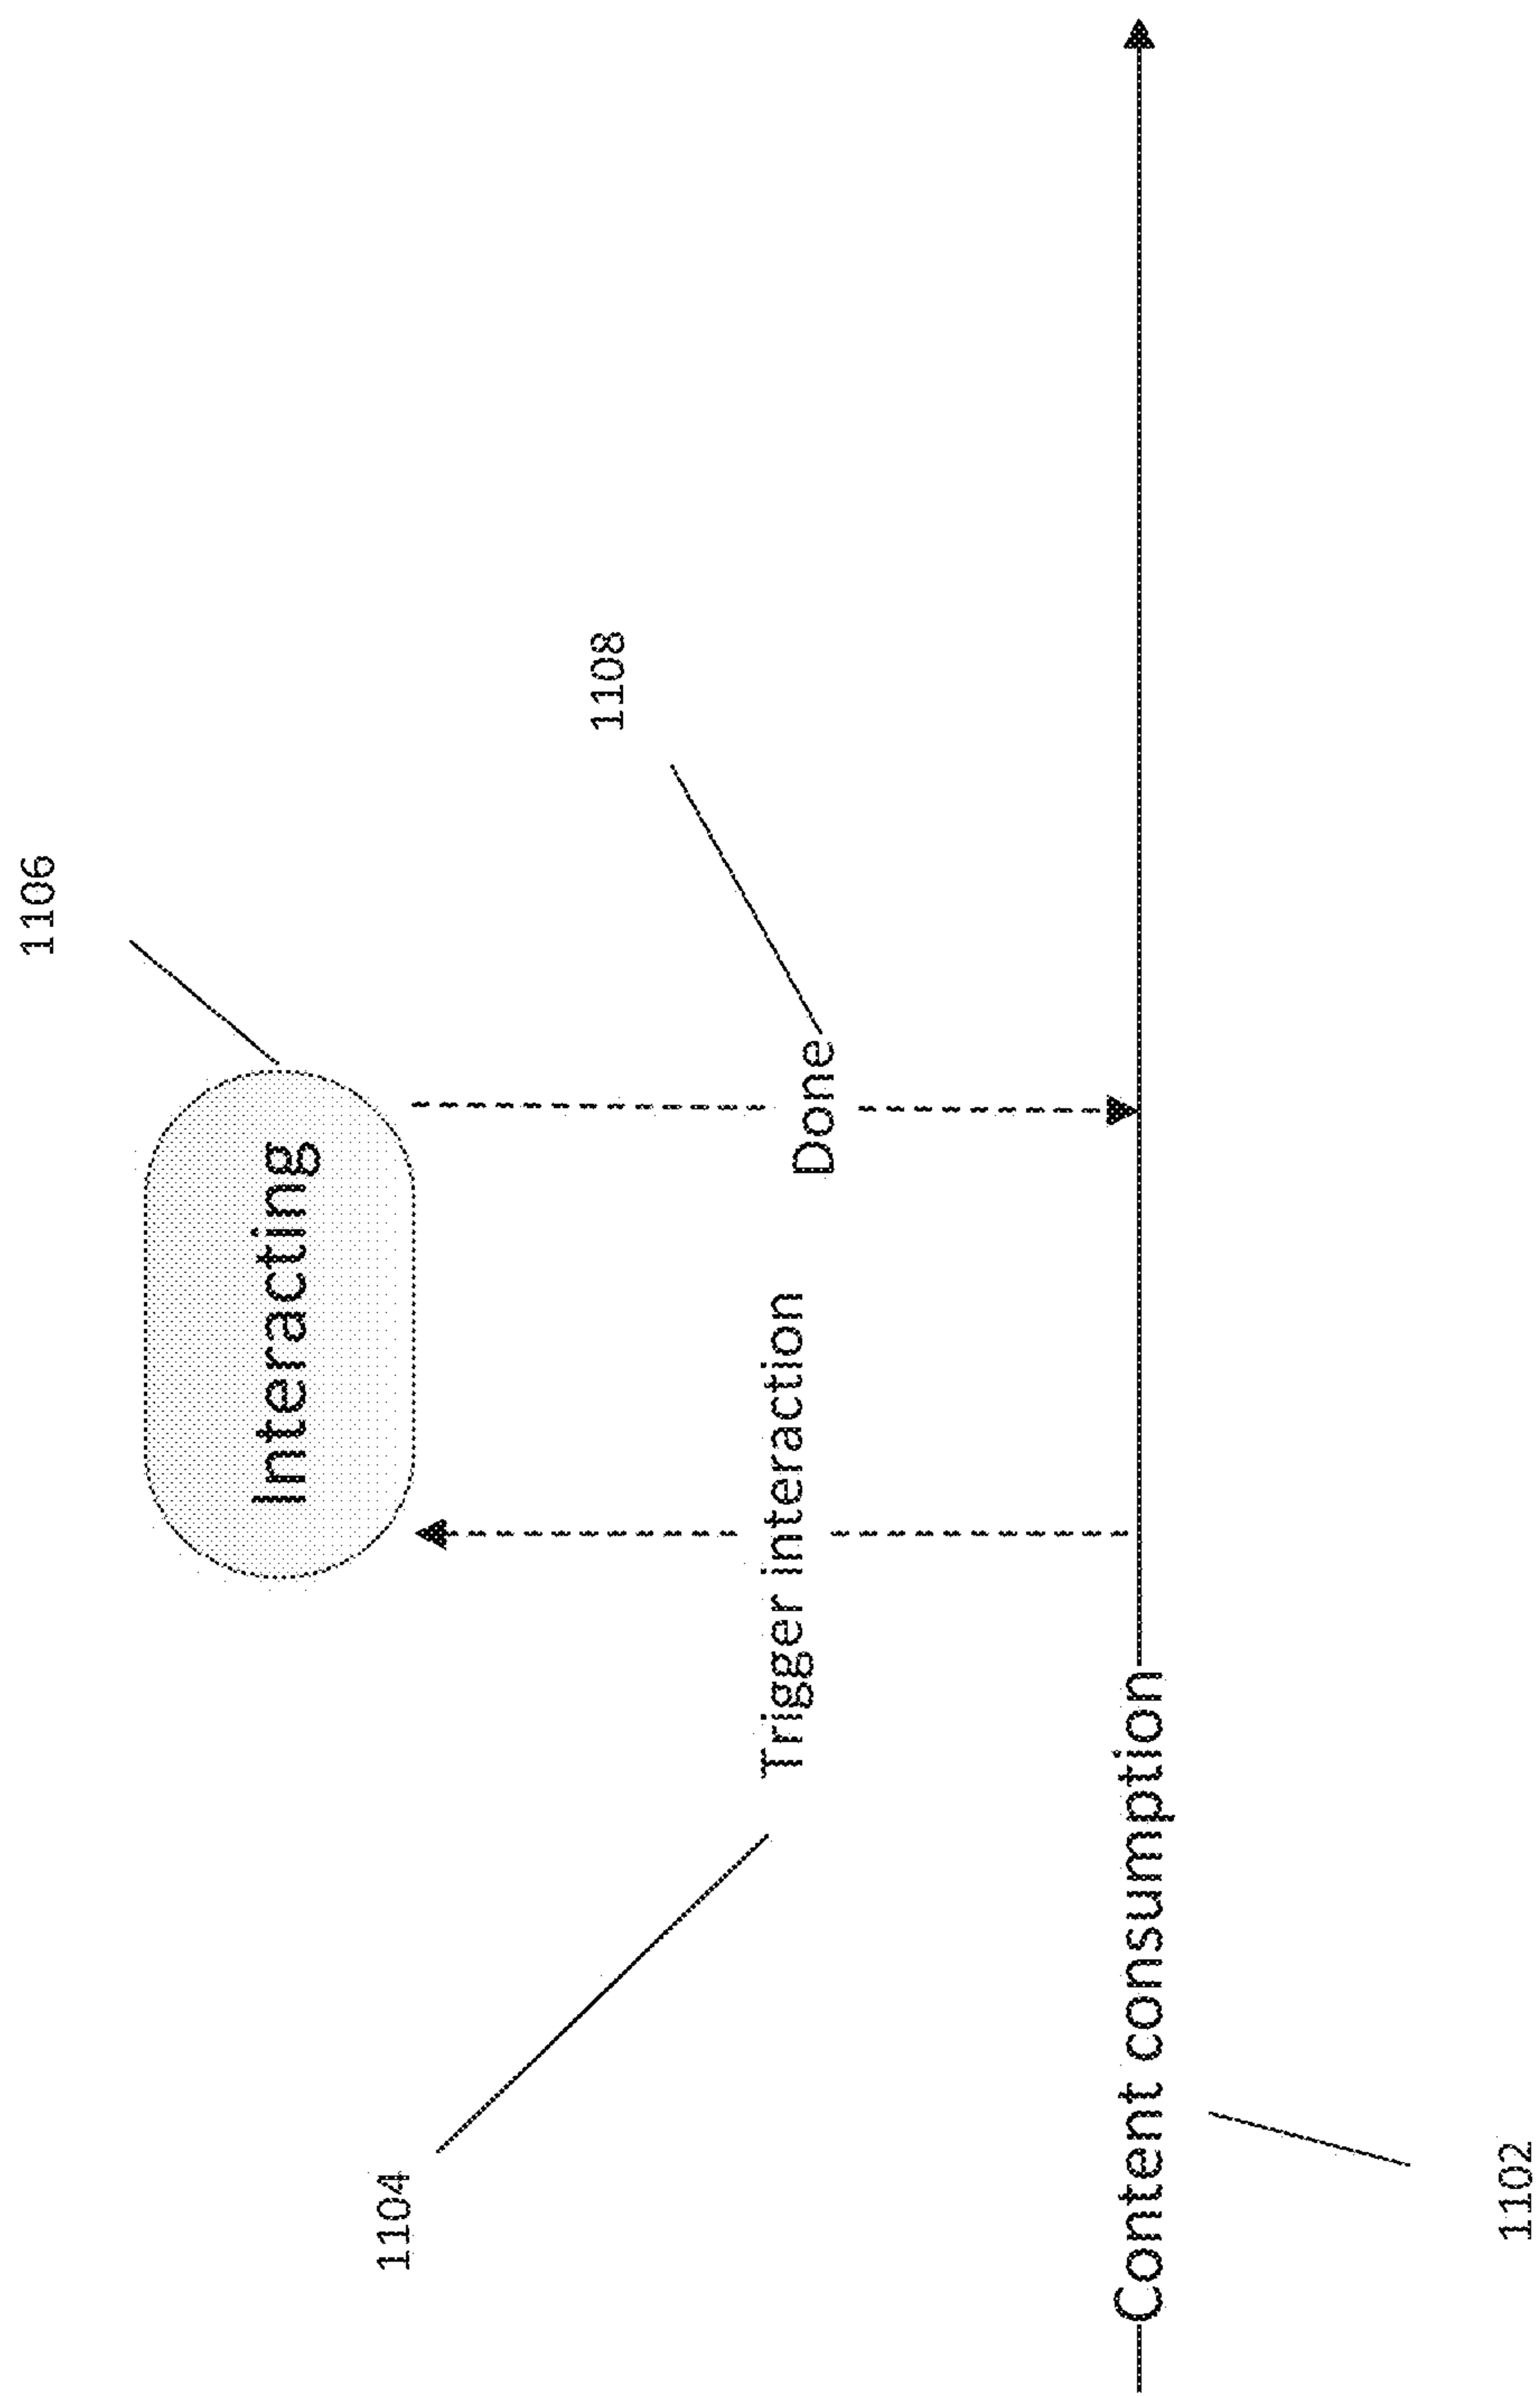 1106
Interacting
1108
1104
Trigger interaction
Done
Content consumption
1102